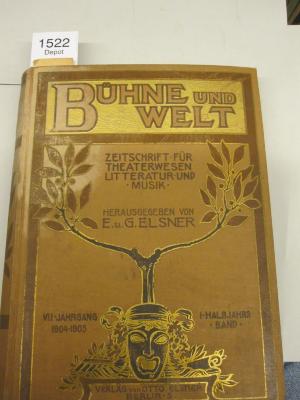 1522
Depot
BÜHNE UND
WELT
ZEITSCHRIFT FÜR
THEATERWESEN
LITTERATUR UND
· MUSIK ·
HERAUSGEGEBEN VON
E. U. G. ELSNER
VII · JAHRGANG
1904-1905
I · HALBJAHRS
BAND ·
VERLAG VON OTTO ELSNER
BERLIN · S ·